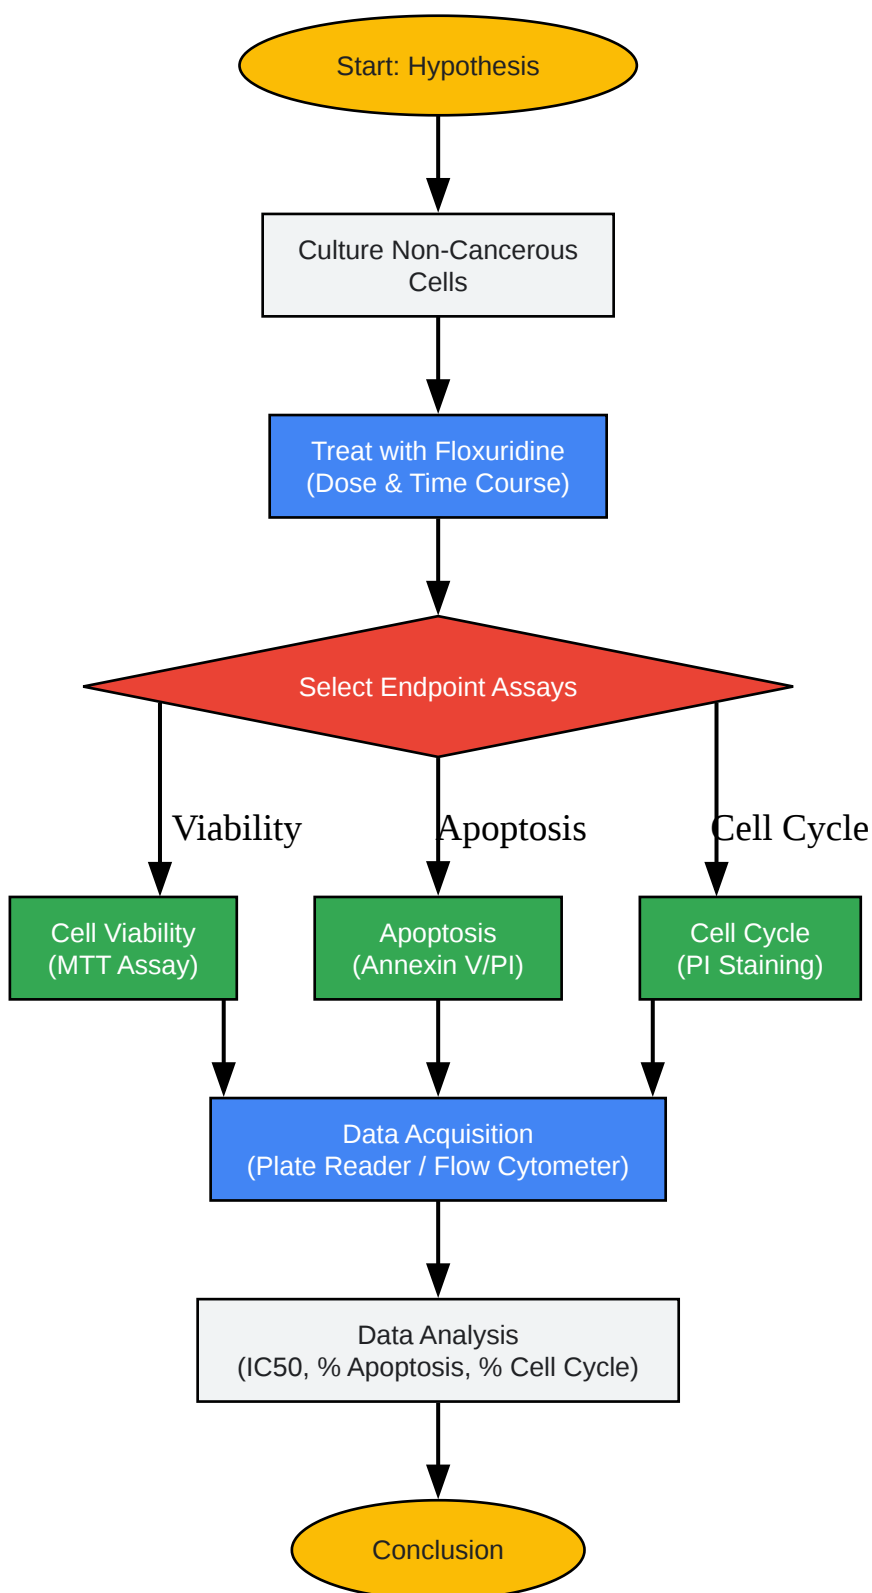 Start: Hypothesis
Culture Non-Cancerous
Cells
Treat with Floxuridine
(Dose & Time Course)
Select Endpoint Assays
Viability
Apoptosis
Cell Cycle
Cell Viability
(MTT Assay)
Apoptosis
(Annexin V/PI)
Cell Cycle
(PI Staining)
Data Acquisition
(Plate Reader / Flow Cytometer)
Data Analysis
(IC50, % Apoptosis, % Cell Cycle)
Conclusion